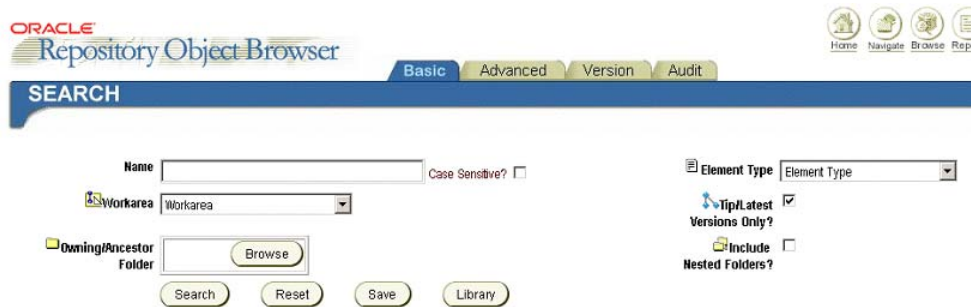 ORACLE
Repository Object Browser
Home Navigate Browse
Basic Advanced Version Audit
SEARCH
Name Case Sensitive?
Element Type Element Type
Workarea Workarea
Tip/Latest
Versions Only?
Owning/Ancestor
Folder
Browse
Include
Nested Folders?
Search Reset Save Library